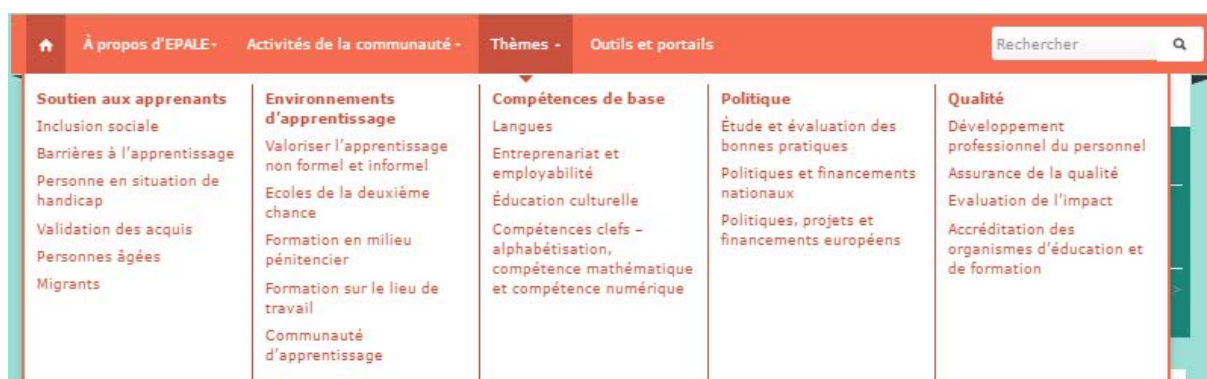 À propos d'EPALE
Activités de la communauté
Thèmes
Outils et portails
Rechercher
Soutien aux apprenants
Inclusion sociale
Barrières à l'apprentissage
Personne en situation de
handicap
Validation des acquis
Personnes âgées
Migrants
Environnements
d'apprentissage
Valoriser l'apprentissage
non formel et informel
Ecoles de la deuxième
chance
Formation en milieu
pénitencier
Formation sur le lieu de
travail
Communauté
d'apprentissage
Compétences de base
Langues
Entreprenariat et
employabilité
Éducation culturelle
Compétences clefs –
alphabétisation,
compétence mathématique
et compétence numérique
Politique
Étude et évaluation des
bonnes pratiques
Politiques et financements
nationaux
Politiques, projets et
financements européens
Qualité
Développement
professionnel du personnel
Assurance de la qualité
Evaluation de l'impact
Accréditation des
organismes d'éducation et
de formation